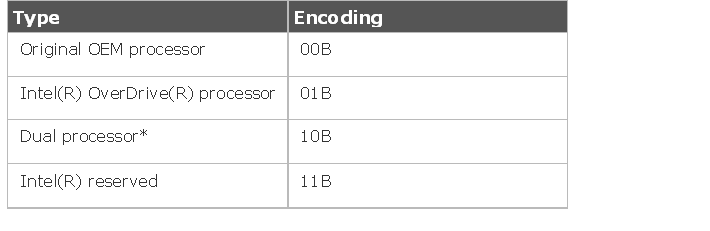 Type Encoding
Original OEM processor 00B
Intel(R) OverDrive(R) processor 01B
Dual processor* 10B
Intel(R) reserved 11B